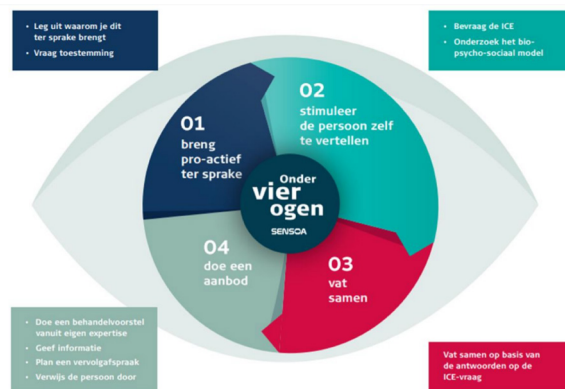 • Leg uit waarom je dit
ter sprake brengt
• Vraag toestemming
• Bevraag de ICE
• Onderzoek het bio-
psycho-sociaal model
01
breng
pro-actief
ter sprake
02
stimuleer
de persoon zelf
te vertellen
Onder
vier
ogen
SENSOA
04
doe een
aanbod
03
vat
samen
• Doe een behandelvoorstel
vanuit eigen expertise
• Geef informatie
• Plan een vervolgafspraak
• Verwijs de persoon door
Vat samen op basis van
de antwoorden op de
ICE-vraag